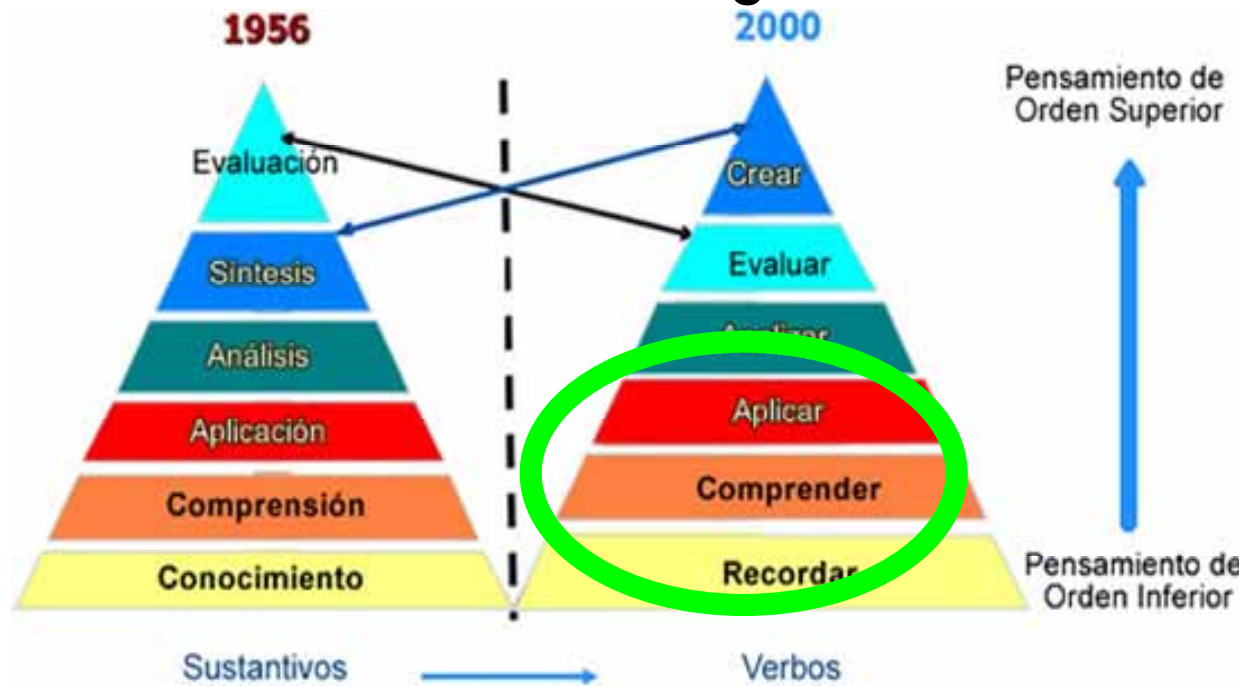 1956
2000
Pensamiento de
Orden Superior
Evaluación
Crear
Síntesis
Evaluar
Análisis
Aplicación
Aplicar
Comprensión
Comprender
Conocimiento
Recordar
Pensamiento de
Orden Inferior
Sustantivos
Verbos